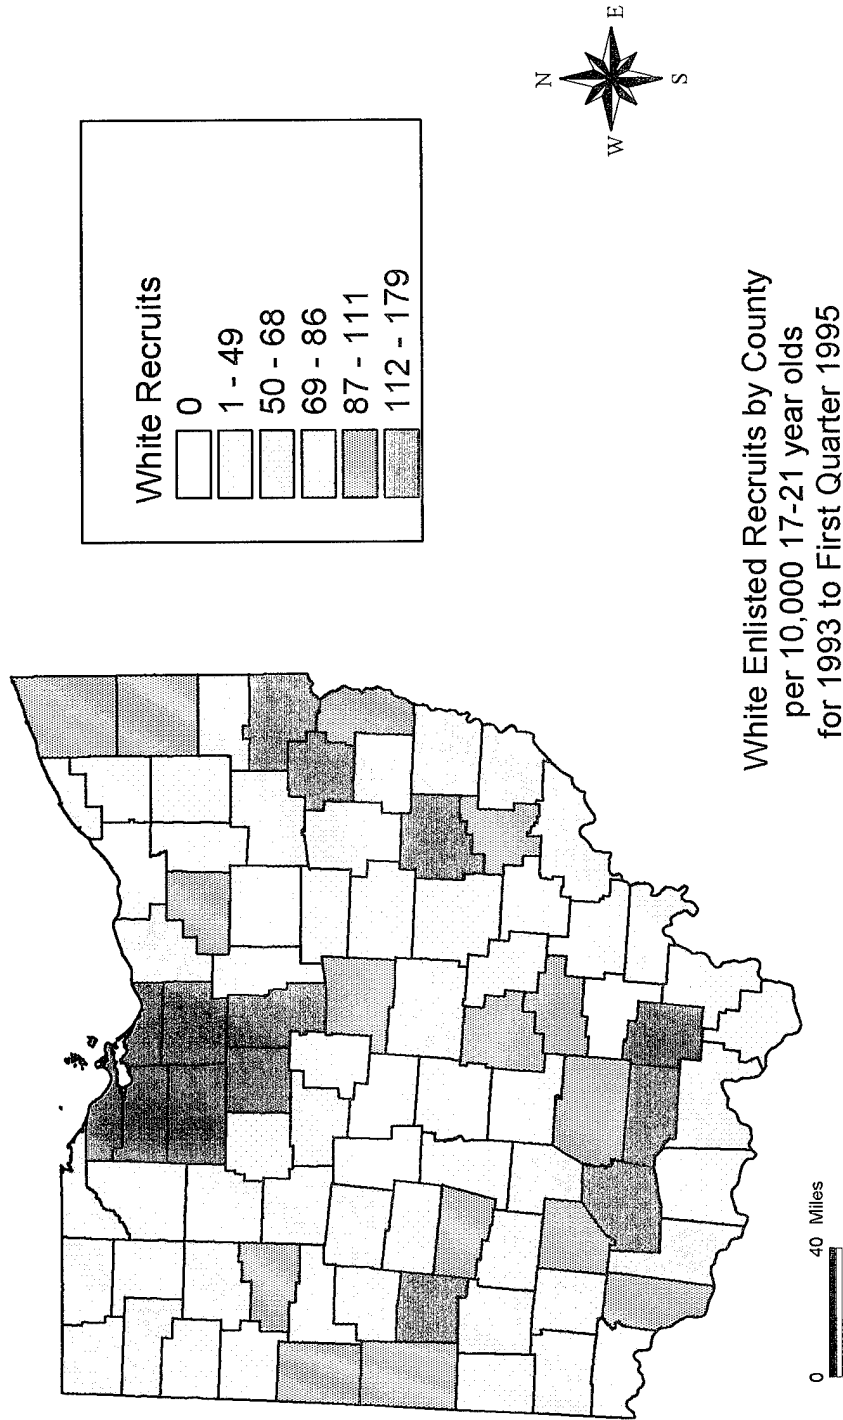 White Recruits
0
1 - 49
50 - 68
69 - 86
87 - 111
112 - 179
N
W
E
S
White Enlisted Recruits by County
per 10,000 17-21 year olds
for 1993 to First Quarter 1995
0
40 Miles